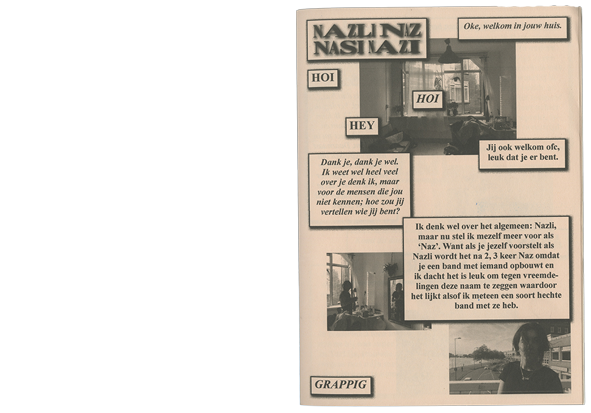 NAZLI NAZ
NASI NAZI
Oke, welkom in jouw huis.
HOI
HOI
HEY
Jij ook welkom ofc,
leuk dat je er bent.
Dank je, dank je wel.
Ik weet wel heel veel
over je denk ik, maar
voor de mensen die jou
niet kennen; hoe zou jij
vertellen wie jij bent?
Ik denk wel over het algemeen: Nazli,
maar nu stel ik mezelf meer voor als
‘Naz’. Want als je jezelf voorstelt als
Nazli wordt het na 2, 3 keer Naz omdat
je een band met iemand opbouwt en
ik dacht het is leuk om tegen vreemde-
lingen deze naam te zeggen waardoor
het lijkt alsof ik meteen een soort hechte
band met ze heb.
GRAPPIG